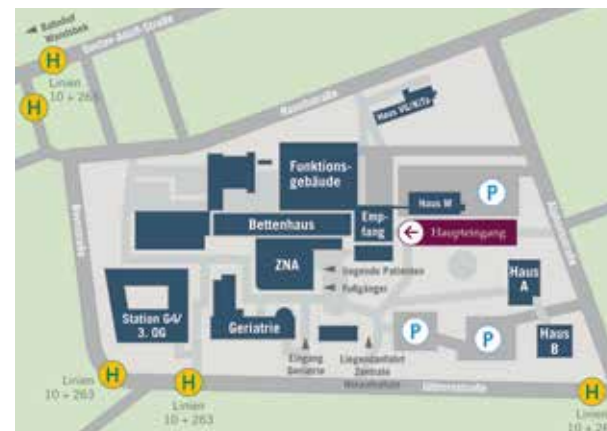 Bahnhof
Wandsbek
H
Linien
H
10 + 263
Funktions-
gebäude
Haus M
P
Bettenhaus
Emp-
fang
Haupteingang
ZNA
liegende Patienten
Fußgänger
Haus
A
Station G4/
3. OG
Geriatrie
P
P
Haus
B
Eingang
Geriatrie
Liegendanfahrt
Zentrale
Linien
H
10 + 263
H
Linien
10 + 263
H
Linien